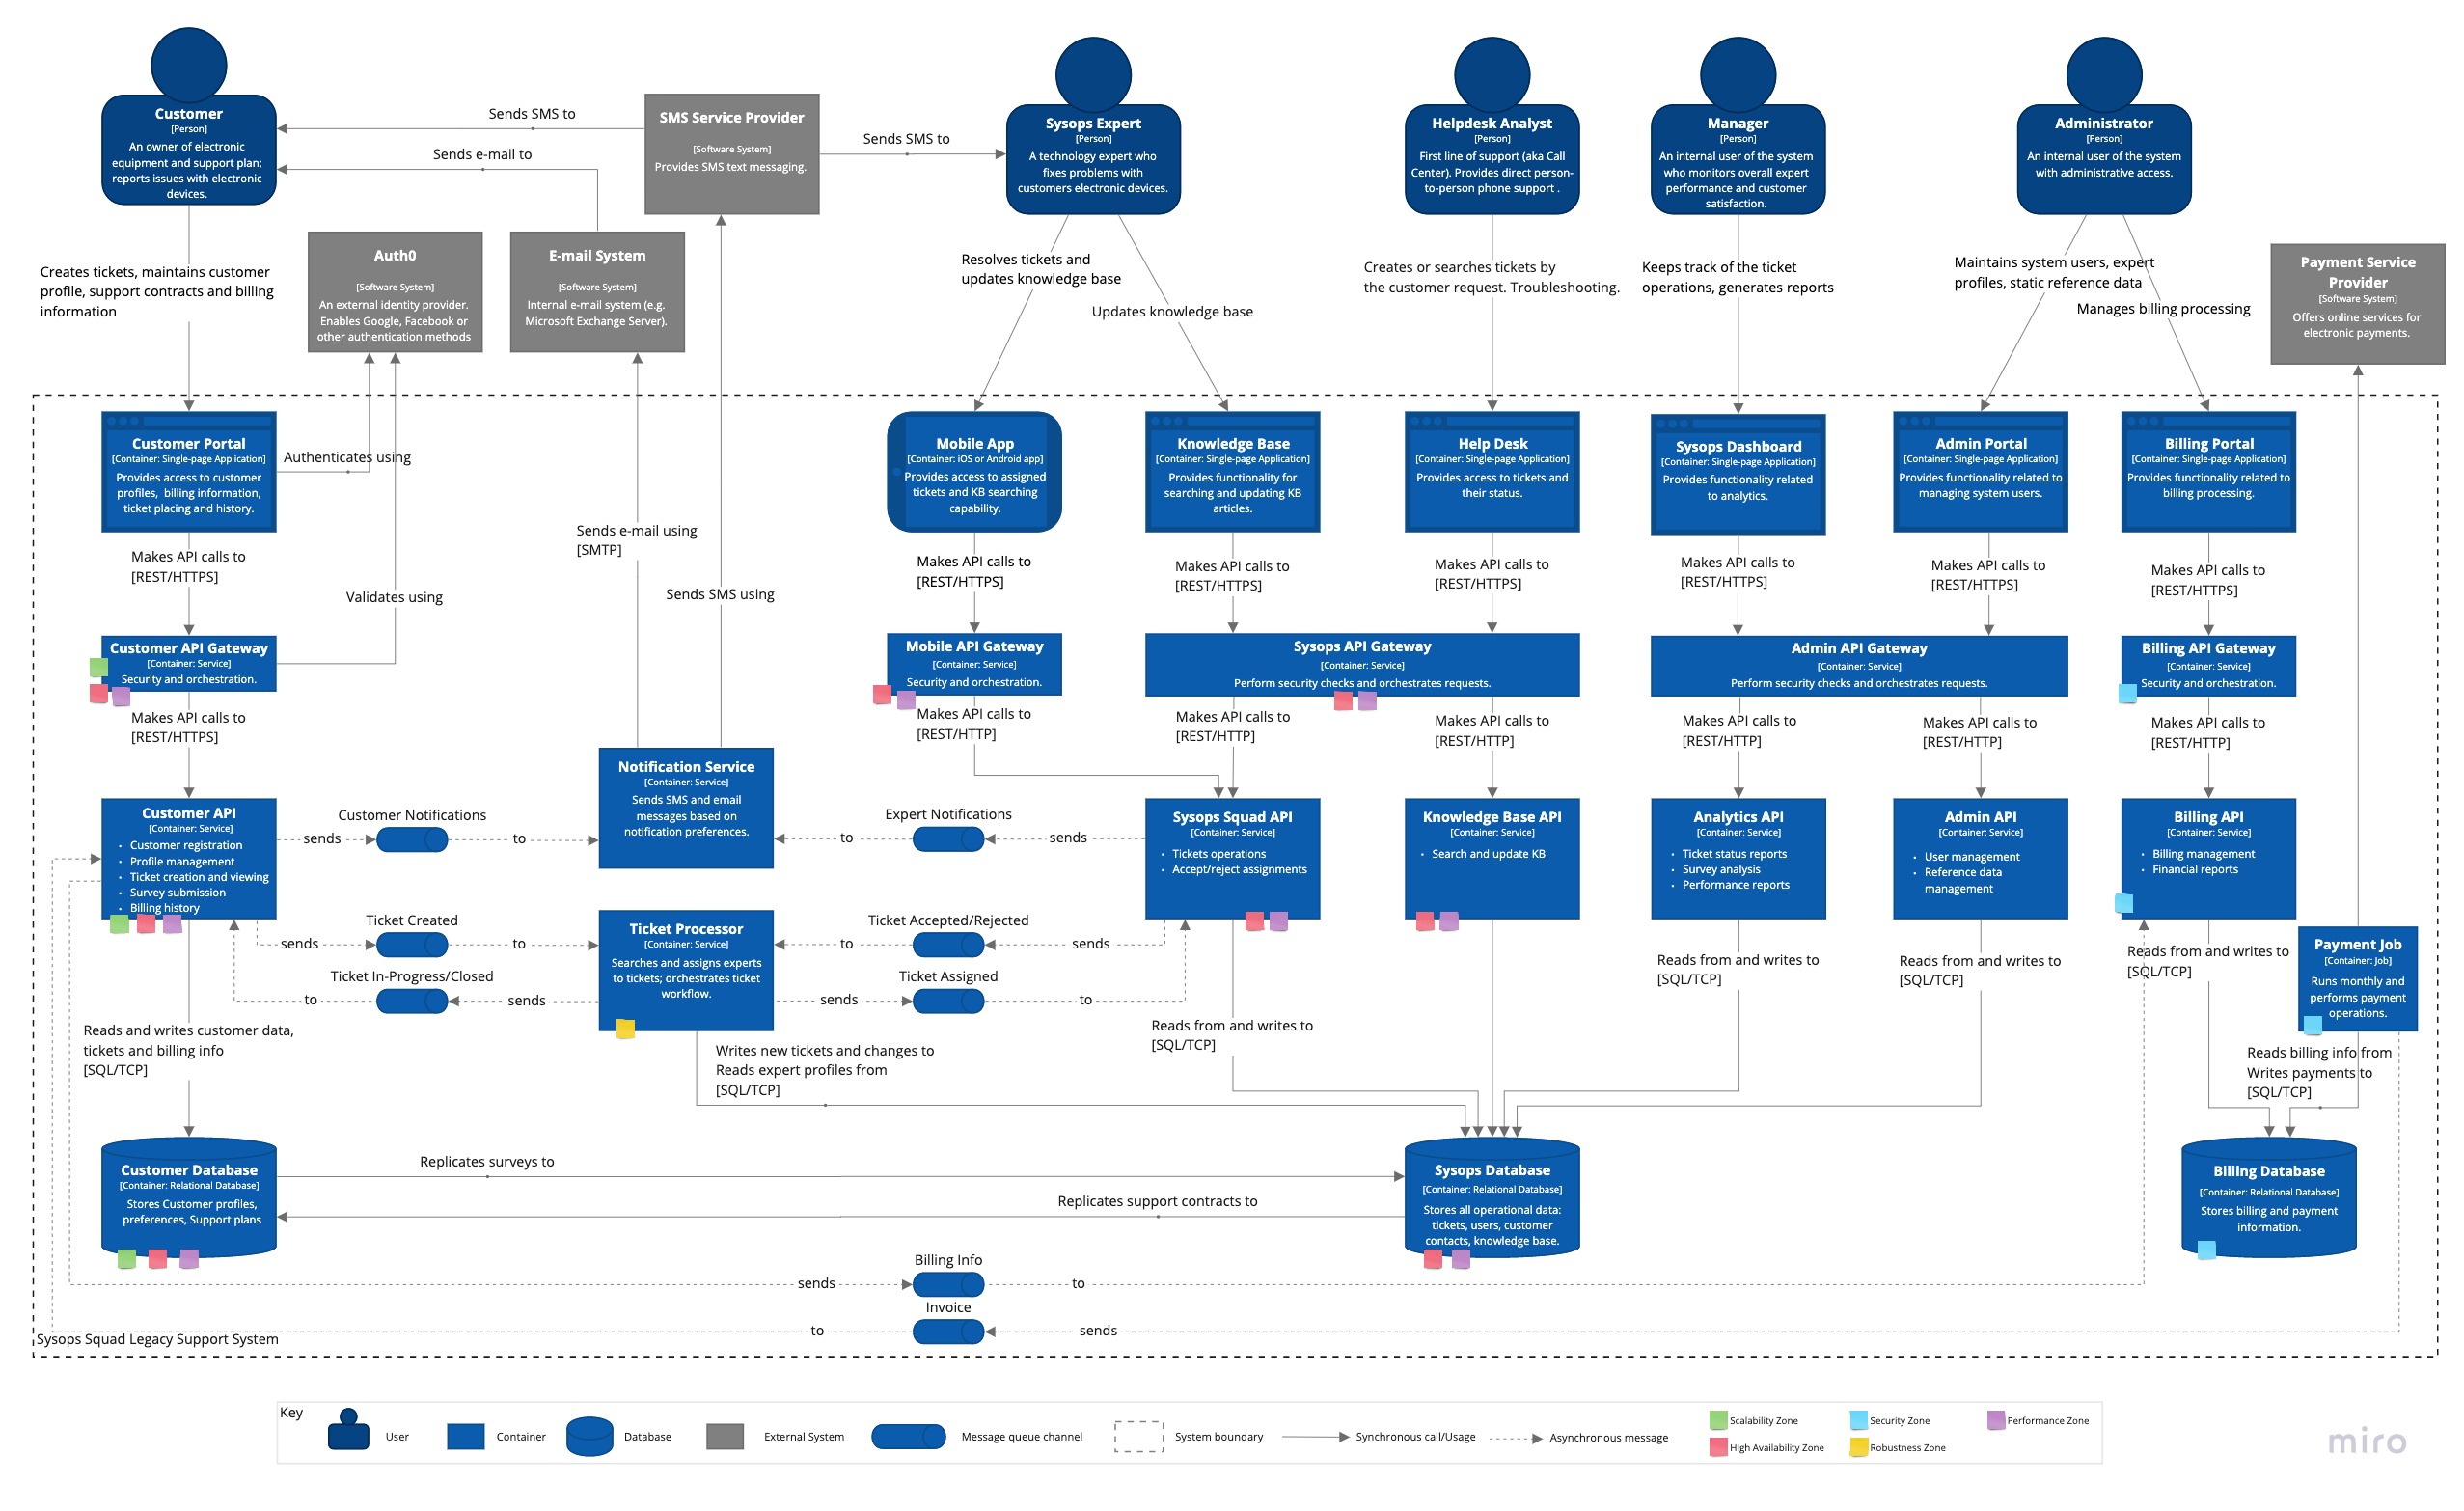 Customer
[Person]
An owner of electronic
equipment and support plan;
reports issues with electronic
devices.
Sends SMS to
Sends e-mail to
SMS Service Provider
[Software System]
Provides SMS text messaging.
Sends SMS to
Sysops Expert
[Person]
A technology expert who
fixes problems with
customers electronic devices.
Helpdesk Analyst
[Person]
First line of support (aka Call
Center). Provides direct person-
to-person phone support .
Manager
[Person]
An internal user of the system
who monitors overall expert
performance and customer
satisfaction.
Administrator
[Person]
An internal user of the system
with administrative access.
Creates tickets, maintains customer
profile, support contracts and billing
information
Auth0
[Software System]
An external identity provider.
Enables Google, Facebook or
other authentication methods
E-mail System
[Software System]
Internal e-mail system (e.g.
Microsoft Exchange Server).
Resolves tickets and
updates knowledge base
Updates knowledge base
Creates or searches tickets by
the customer request. Troubleshooting.
Keeps track of the ticket
operations, generates reports
Maintains system users, expert
profiles, static reference data
Manages billing processing
Payment Service
Provider
[Software System]
Offers online services for
electronic payments.
Customer Portal
[Container: Single-page Application]
Provides access to customer
profiles, billing information,
ticket placing and history.
Authenticates using
Mobile App
[Container: iOS or Android app]
Provides access to assigned
tickets and KB searching
capability.
Knowledge Base
[Container: Single-page Application]
Provides functionality for
searching and updating KB
articles.
Help Desk
[Container: Single-page Application]
Provides access to tickets and
their status.
Sysops Dashboard
[Container: Single-page Application]
Provides functionality related
to analytics.
Admin Portal
[Container: Single-page Application]
Provides functionality related to
managing system users.
Billing Portal
[Container: Single-page Application]
Provides functionality related to
billing processing.
Makes API calls to
[REST/HTTPS]
Validates using
Sends e-mail using
[SMTP]
Sends SMS using
Makes API calls to
[REST/HTTPS]
Makes API calls to
[REST/HTTPS]
Makes API calls to
[REST/HTTPS]
Makes API calls to
[REST/HTTPS]
Makes API calls to
[REST/HTTPS]
Makes API calls to
[REST/HTTPS]
Customer API Gateway
[Container: Service]
Security and orchestration.
Mobile API Gateway
[Container: Service]
Security and orchestration.
Sysops API Gateway
[Container: Service]
Perform security checks and orchestrates requests.
Admin API Gateway
[Container: Service]
Perform security checks and orchestrates requests.
Billing API Gateway
[Container: Service]
Security and orchestration.
Makes API calls to
[REST/HTTPS]
Makes API calls to
[REST/HTTP]
Makes API calls to
[REST/HTTP]
Makes API calls to
[REST/HTTP]
Makes API calls to
[REST/HTTP]
Makes API calls to
[REST/HTTP]
Makes API calls to
[REST/HTTP]
Customer API
[Container: Service]
• Customer registration
• Profile management
• Ticket creation and viewing
• Survey submission
• Billing history
Customer Notifications
sends
to
Notification Service
[Container: Service]
Sends SMS and email
messages based on
notification preferences.
Expert Notifications
to
sends
Sysops Squad API
[Container: Service]
• Tickets operations
• Accept/reject assignments
Knowledge Base API
[Container: Service]
• Search and update KB
Analytics API
[Container: Service]
• Ticket status reports
• Survey analysis
• Performance reports
Admin API
[Container: Service]
• User management
• Reference data
management
Billing API
[Container: Service]
• Billing management
• Financial reports
Ticket Created
sends
to
Ticket In-Progress/Closed
to
sends
Ticket Processor
[Container: Service]
Searches and assigns experts
to tickets; orchestrates ticket
workflow.
Ticket Accepted/Rejected
to
sends
Ticket Assigned
sends
to
Reads from and writes to
[SQL/TCP]
Reads from and writes to
[SQL/TCP]
Reads from and writes to
[SQL/TCP]
Payment Job
[Container: Job]
Runs monthly and
performs payment
operations.
Reads and writes customer data,
tickets and billing info
[SQL/TCP]
Writes new tickets and changes to
Reads expert profiles from
[SQL/TCP]
Reads from and writes to
[SQL/TCP]
Reads billing info from
Writes payments to
[SQL/TCP]
Customer Database
[Container: Relational Database]
Stores Customer profiles,
preferences, Support plans
Replicates surveys to
Replicates support contracts to
Sysops Database
[Container: Relational Database]
Stores all operational data:
tickets, users, customer
contacts, knowledge base.
Billing Database
[Container: Relational Database]
Stores billing and payment
information.
Billing Info
sends
to
Invoice
to
sends
Sysops Squad Legacy Support System
Key
User
Container
Database
External System
Message queue channel
System boundary
Synchronous call/Usage
Asynchronous message
Scalability Zone
Security Zone
Performance Zone
High Availability Zone
Robustness Zone
miro